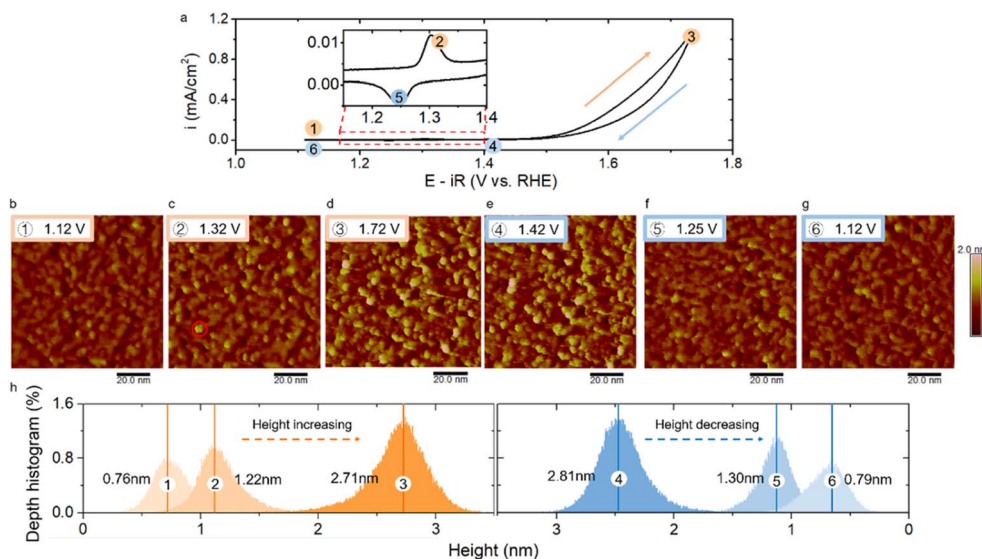 a
i (mA/cm²)
1.2
0.8
0.4
0.0
0.01
0.00
1.2 1.3 1.4
1 2 3 4 5 6
1.0 1.2 1.4 1.6 1.8
E - iR (V vs. RHE)
b c d e f g
① 1.12 V
② 1.32 V
③ 1.72 V
④ 1.42 V
⑤ 1.25 V
⑥ 1.12 V
2.0 nm
20.0 nm 20.0 nm 20.0 nm 20.0 nm 20.0 nm 20.0 nm
h
Depth histogram (%)
1.6
0.8
0.0
Height increasing
Height decreasing
0.76nm 1 2 1.22nm 2.71nm 3
2.81nm 4 1.30nm 5 6 0.79nm
0 1 2 3 3 2 1 0
Height (nm)